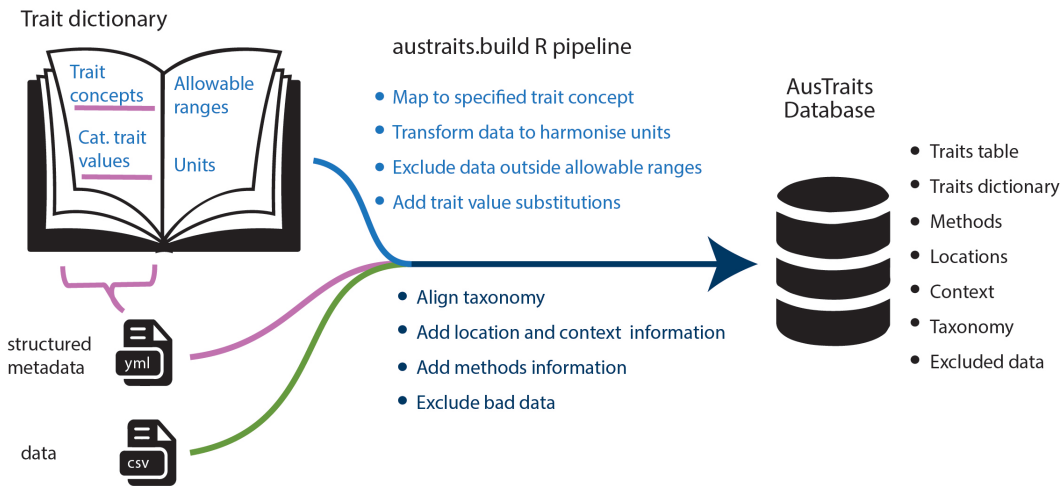 Trait dictionary
Trait
concepts
Cat. trait
values
Allowable
ranges
Units
structured
metadata
yml
data
csv
austraits.build R pipeline
• Map to specified trait concept
• Transform data to harmonise units
• Exclude data outside allowable ranges
• Add trait value substitutions
• Align taxonomy
• Add location and context information
• Add methods information
• Exclude bad data
AusTraits
Database
• Traits table
• Traits dictionary
• Methods
• Locations
• Context
• Taxonomy
• Excluded data